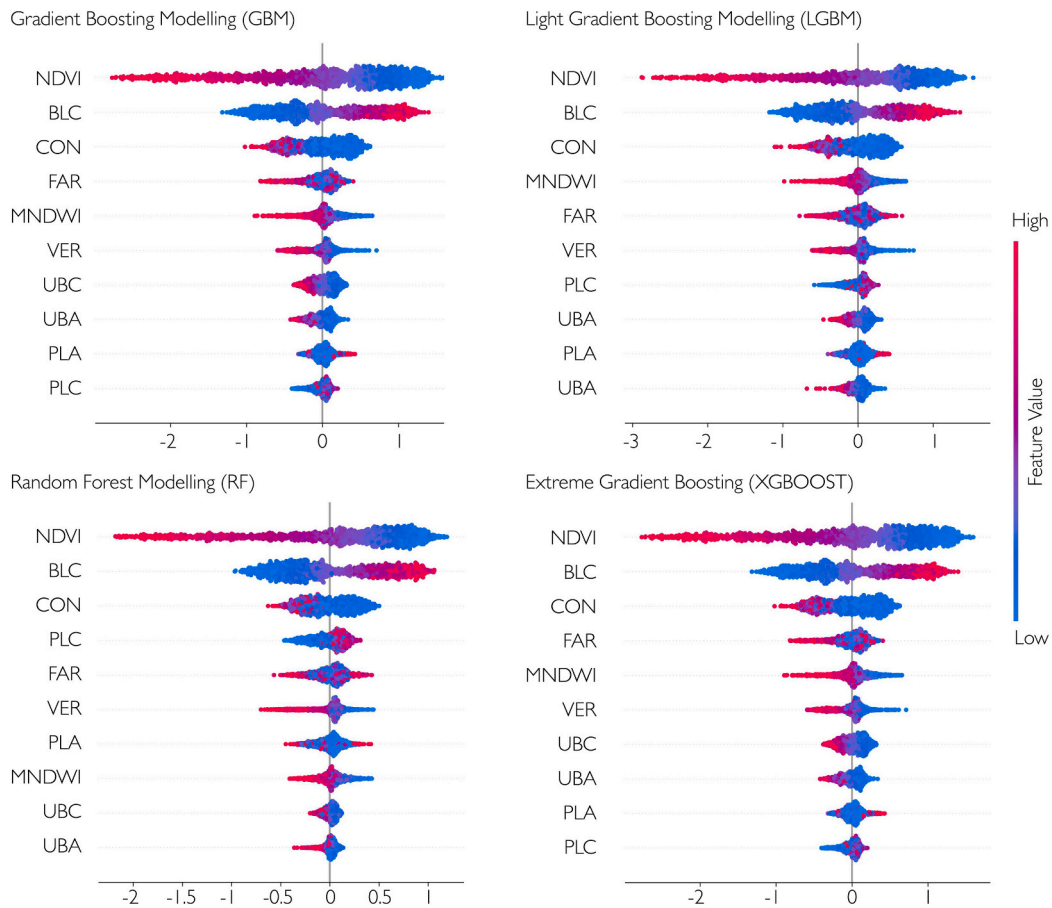 Gradient Boosting Modelling (GBM)
NDVI
BLC
CON
FAR
MNDWI
VER
UBC
UBA
PLA
PLC
-2 -1 0 1
Light Gradient Boosting Modelling (LGBM)
NDVI
BLC
CON
MNDWI
FAR
VER
PLC
UBA
PLA
UBA
-3 -2 -1 0 1
High
Feature Value
Low
Random Forest Modelling (RF)
NDVI
BLC
CON
PLC
FAR
VER
PLA
MNDWI
UBC
UBA
-2 -1.5 -1 -0.5 0 0.5 1
Extreme Gradient Boosting (XGBOOST)
NDVI
BLC
CON
FAR
MNDWI
VER
UBC
UBA
PLA
PLC
-2 -1 0 1